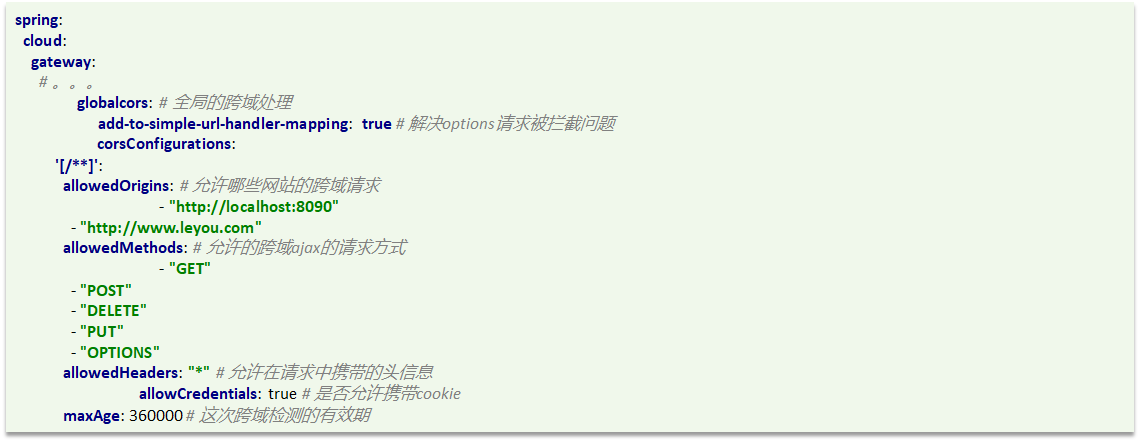 spring:
cloud:
gateway:
# 。。。
globalcors: # 全局的跨域处理
add-to-simple-url-handler-mapping: true # 解决options请求被拦截问题
corsConfigurations:
'[/**]':
allowedOrigins: # 允许哪些网站的跨域请求
- "http://localhost:8090"
- "http://www.leyou.com"
allowedMethods: # 允许的跨域ajax的请求方式
- "GET"
- "POST"
- "DELETE"
- "PUT"
- "OPTIONS"
allowedHeaders: "*" # 允许在请求中携带的头信息
allowCredentials: true # 是否允许携带cookie
maxAge: 360000 # 这次跨域检测的有效期